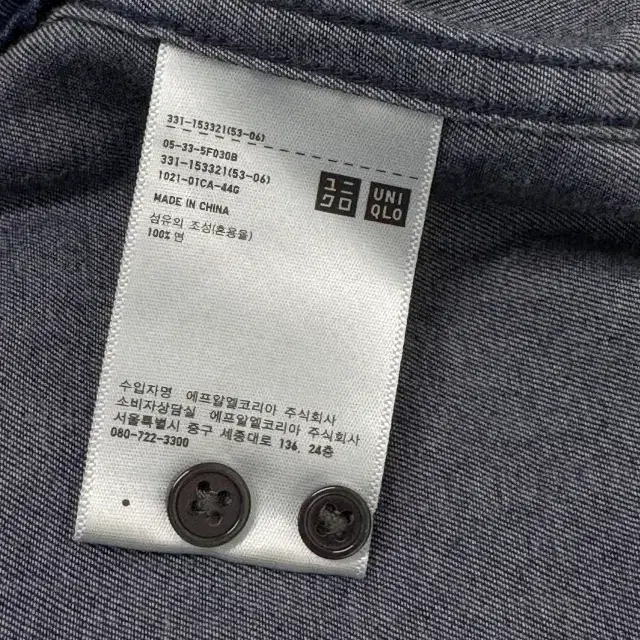 331-153321(53-06)
05-33-5FD30B
331-153321(53-06)
1021-01CA-44G
ユニ
クロ
UNI
QLO
MADE IN CHINA
섬유의 조성(혼용율)
100% 면
수입자명 에프알엘코리아 주식회사
소비자상담실 에프알엘코리아 주식회사
서울특별시 중구 세종대로 136, 24층
080-722-3300